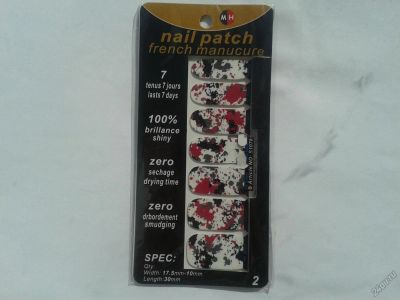 M H
nail patch
french manucure
7
tenus 7 jours
lasts 7 days
100%
brillance
shiny
zero
sechage
drying time
zero
drbordement
smudging
SPEC:
Qty:
Width: 17.5mm-10mm
Length:30mm
2